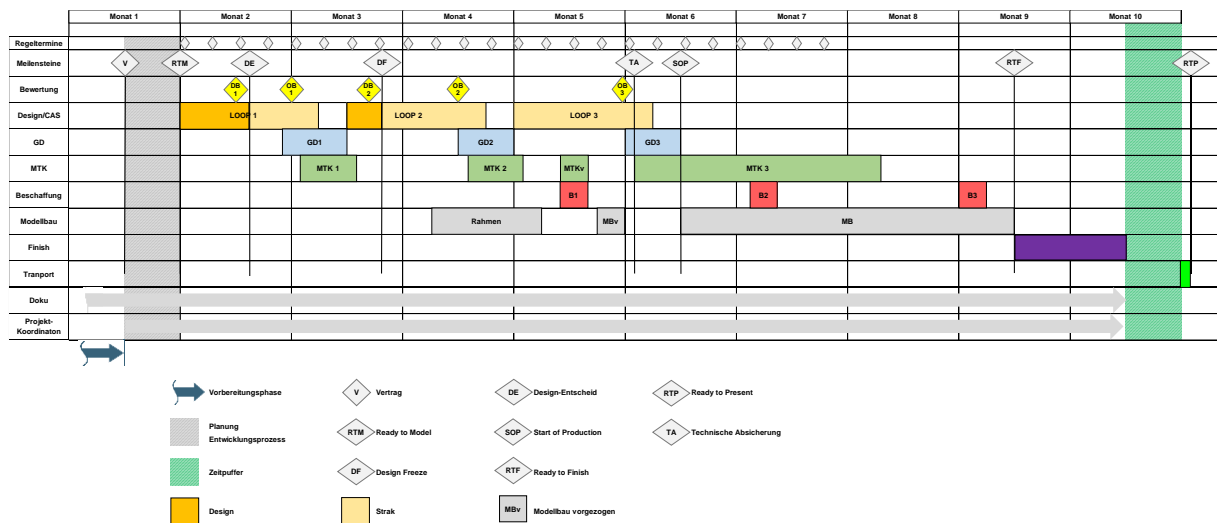 Monat 1 Monat 2 Monat 3 Monat 4 Monat 5 Monat 6 Monat 7 Monat 8 Monat 9 Monat 10
Regeltermine
Meilensteine V RTM DE DF TA SOP RTF RTP
Bewertung DB 1 OB 1 DB 2 OB 2 OB 3
Design/CAS LOOP 1 LOOP 2 LOOP 3
GD GD1 GD2 GD3
MTK MTK 1 MTK 2 MTKv MTK 3
Beschaffung B1 B2 B3
Modellbau Rahmen MBv MB
Finish
Tranport
Doku
Projekt-
Koordinaton
Vorbereitungsphase V Vertrag DE Design-Entscheid RTP Ready to Present
Planung
Entwicklungsprozess RTM Ready to Model SOP Start of Production TA Technische Absicherung
Zeitpuffer DF Design Freeze RTF Ready to Finish
Design Strak MBv Modellbau vorgezogen